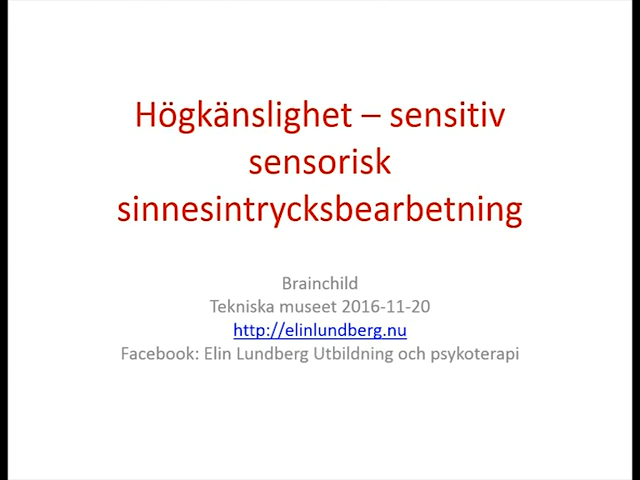 Högkänslighet – sensitiv
sensorisk
sinnesintrycksbearbetning
Brainchild
Tekniska museet 2016-11-20
http://elinlundberg.nu
Facebook: Elin Lundberg Utbildning och psykoterapi